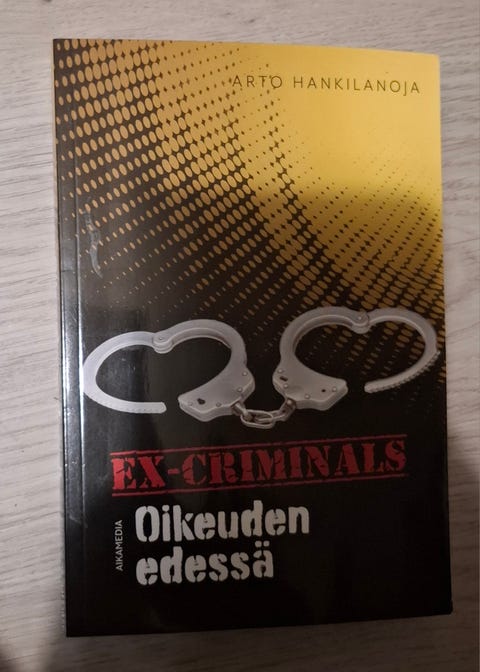 ARTO HANKILANOJA
EX-CRIMINALS
AIKAMEDIA
Oikeuden
edessä